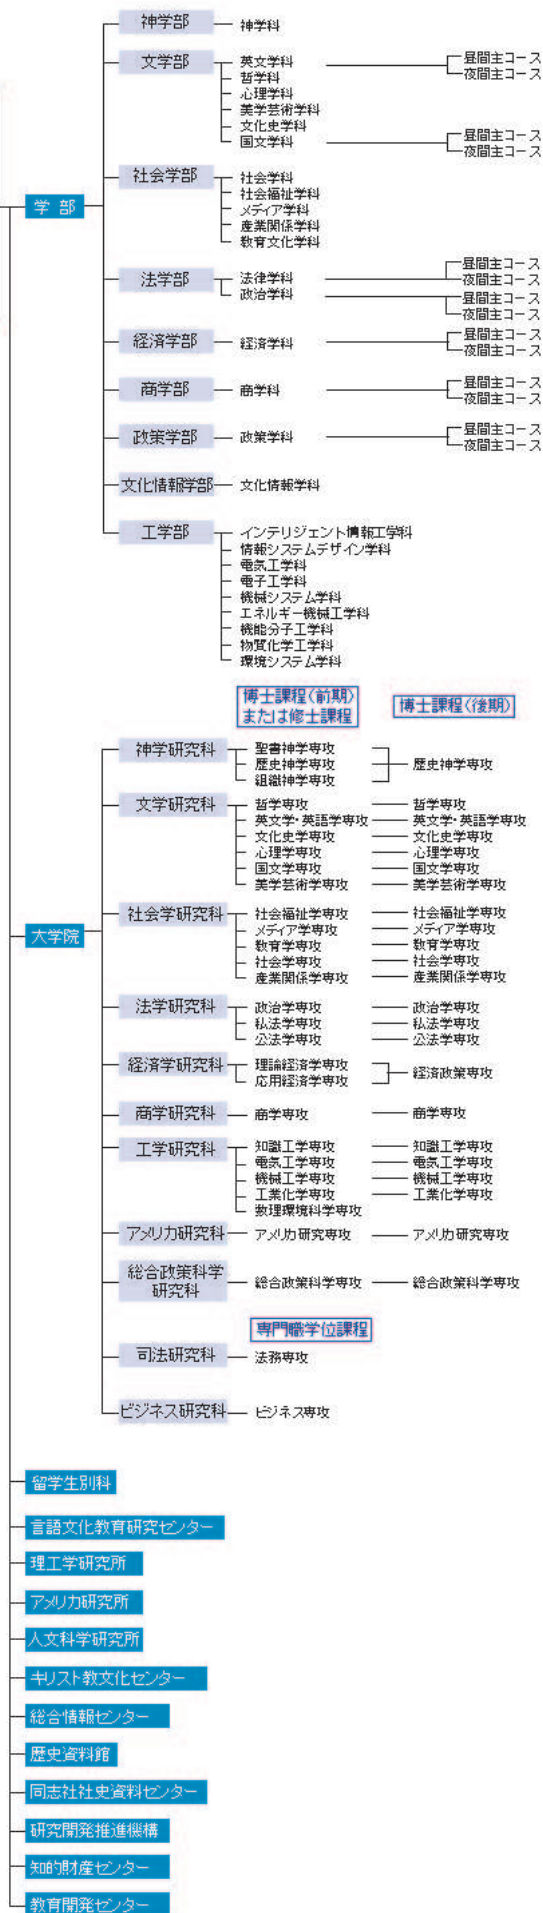 学部
神学部
神学科
文学部
英文学科
昼間主コース
夜間主コース
哲学科
心理学科
美学芸術学科
文化史学科
国文学科
昼間主コース
夜間主コース
社会学部
社会学科
社会福祉学科
メディア学科
産業関係学科
教育文化学科
法学部
法律学科
昼間主コース
夜間主コース
政治学科
昼間主コース
夜間主コース
経済学部
経済学科
昼間主コース
夜間主コース
商学部
商学科
昼間主コース
夜間主コース
政策学部
政策学科
昼間主コース
夜間主コース
文化情報学部
文化情報学科
工学部
インテリジェント情報工学科
情報システムデザイン学科
電気工学科
電子工学科
機械システム学科
エネルギー機械工学科
機能分子工学科
物質化学工学科
環境システム学科
博士課程(前期)
または修士課程
博士課程(後期)
大学院
神学研究科
聖書神学専攻
歴史神学専攻
組織神学専攻
歴史神学専攻
文学研究科
哲学専攻 哲学専攻
英文学・英語学専攻 英文学・英語学専攻
文化史学専攻 文化史学専攻
心理学専攻 心理学専攻
国文学専攻 国文学専攻
美学芸術学専攻 美学芸術学専攻
社会学研究科
社会福祉学専攻 社会福祉学専攻
メディア学専攻 メディア学専攻
教育学専攻 教育学専攻
社会学専攻 社会学専攻
産業関係学専攻 産業関係学専攻
法学研究科
政治学専攻 政治学専攻
私法学専攻 私法学専攻
公法学専攻 公法学専攻
経済学研究科
理論経済学専攻
応用経済学専攻
経済政策専攻
商学研究科
商学専攻 商学専攻
工学研究科
知識工学専攻 知識工学専攻
電気工学専攻 電気工学専攻
機械工学専攻 機械工学専攻
工業化学専攻 工業化学専攻
数理環境科学専攻
アメリカ研究科
アメリカ研究専攻 アメリカ研究専攻
総合政策科学
研究科
総合政策科学専攻 総合政策科学専攻
専門職学位課程
司法研究科
法務専攻
ビジネス研究科
ビジネス専攻
留学生別科
言語文化教育研究センター
理工学研究所
アメリカ研究所
人文科学研究所
キリスト教文化センター
総合情報センター
歴史資料館
同志社社史資料センター
研究開発推進機構
知的財産センター
教育開発センター